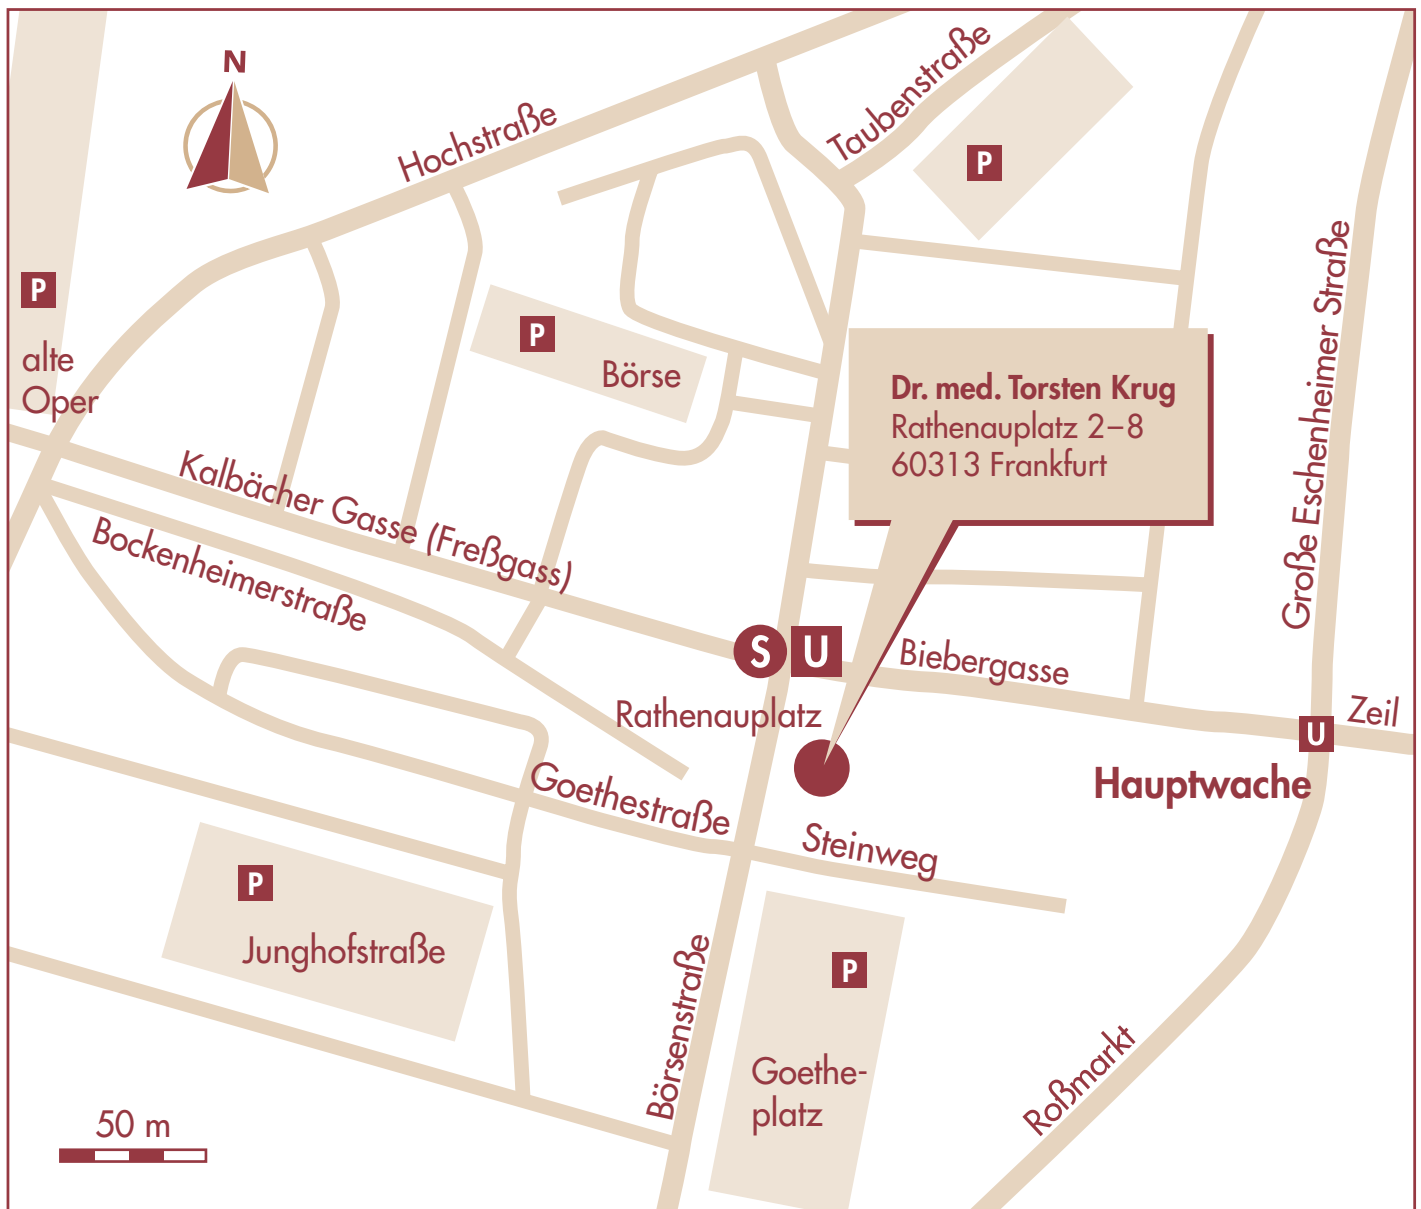 N
Taubenstraße
Hochstraße
P
P
alte
Oper
P
Börse
Große Eschenheimer Straße
Dr. med. Torsten Krug
Rathenauplatz 2–8
60313 Frankfurt
Kalbächer Gasse (Freßgass)
Bockenheimerstraße
S
U
Biebergasse
Rathenauplatz
Zeil
U
Hauptwache
Goethestraße
Steinweg
P
Junghofstraße
Börsenstraße
P
Goethe-
platz
Roßmarkt
50 m